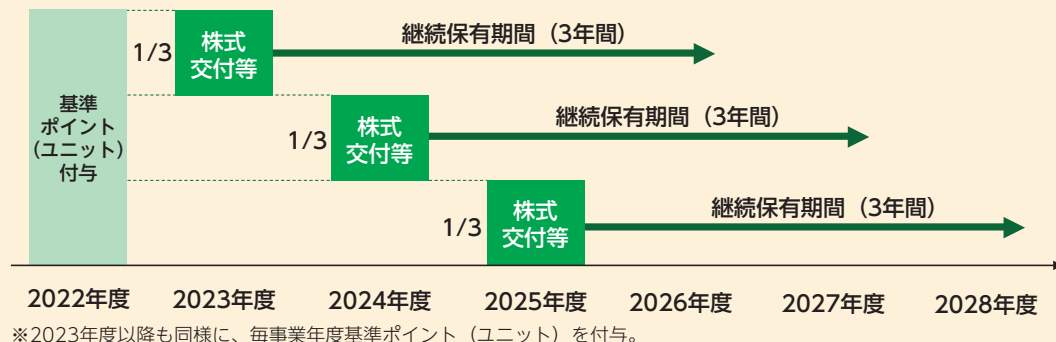 基準
ポイント
（ユニット）
付与
1/3
株式
交付等
継続保有期間（3年間）
1/3
株式
交付等
継続保有期間（3年間）
1/3
株式
交付等
継続保有期間（3年間）
2022年度 2023年度 2024年度 2025年度 2026年度 2027年度 2028年度
※2023年度以降も同様に、毎事業年度基準ポイント（ユニット）を付与。